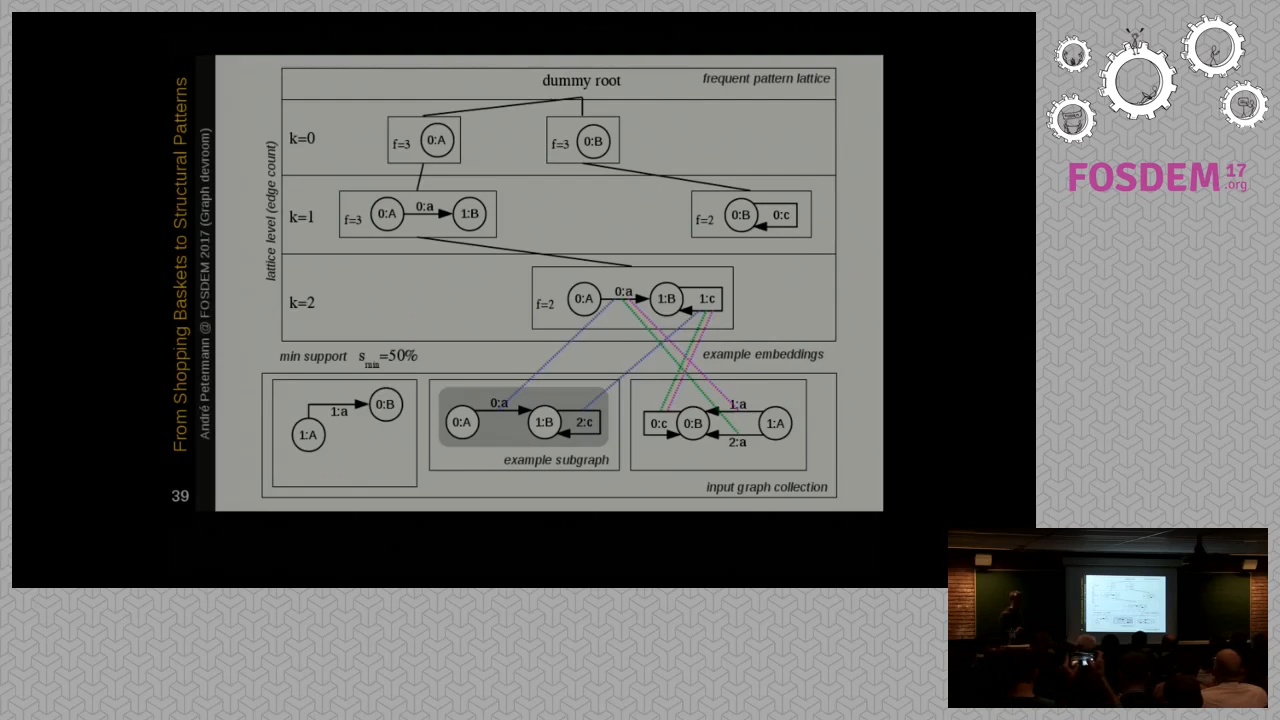 From Shopping Baskets to Structural Patterns
André Petermann @ FOSDEM 2017 (Graph devroom)
39
dummy root
frequent pattern lattice
lattice level (edge count)
k=0
f=3 0:A
f=3 0:B
k=1
f=3 0:A 0:a 1:B
f=2 0:B 0:c
k=2
f=2 0:A 0:a 1:B 1:c
min support s min =50%
example embeddings
1:A 1:a 0:B
0:A 0:a 1:B 2:c
example subgraph
0:c 0:B 1:a 1:A
2:a
input graph collection
FOSDEM 17 .org